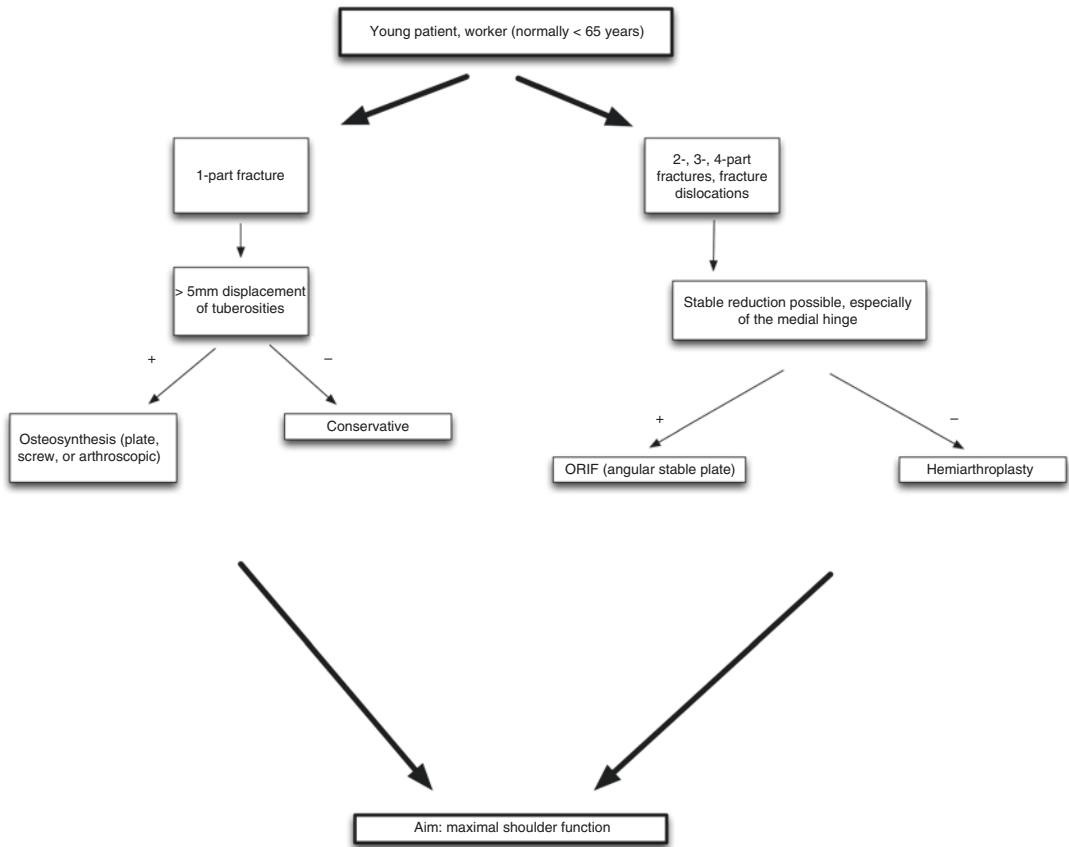 Young patient, worker (normally < 65 years)
1-part fracture
2-, 3-, 4-part
fractures, fracture
dislocations
> 5mm displacement
of tuberosities
Stable reduction possible, especially
of the medial hinge
+
–
Osteosynthesis (plate,
screw, or arthroscopic)
Conservative
+
–
ORIF (angular stable plate)
Hemiarthroplasty
Aim: maximal shoulder function